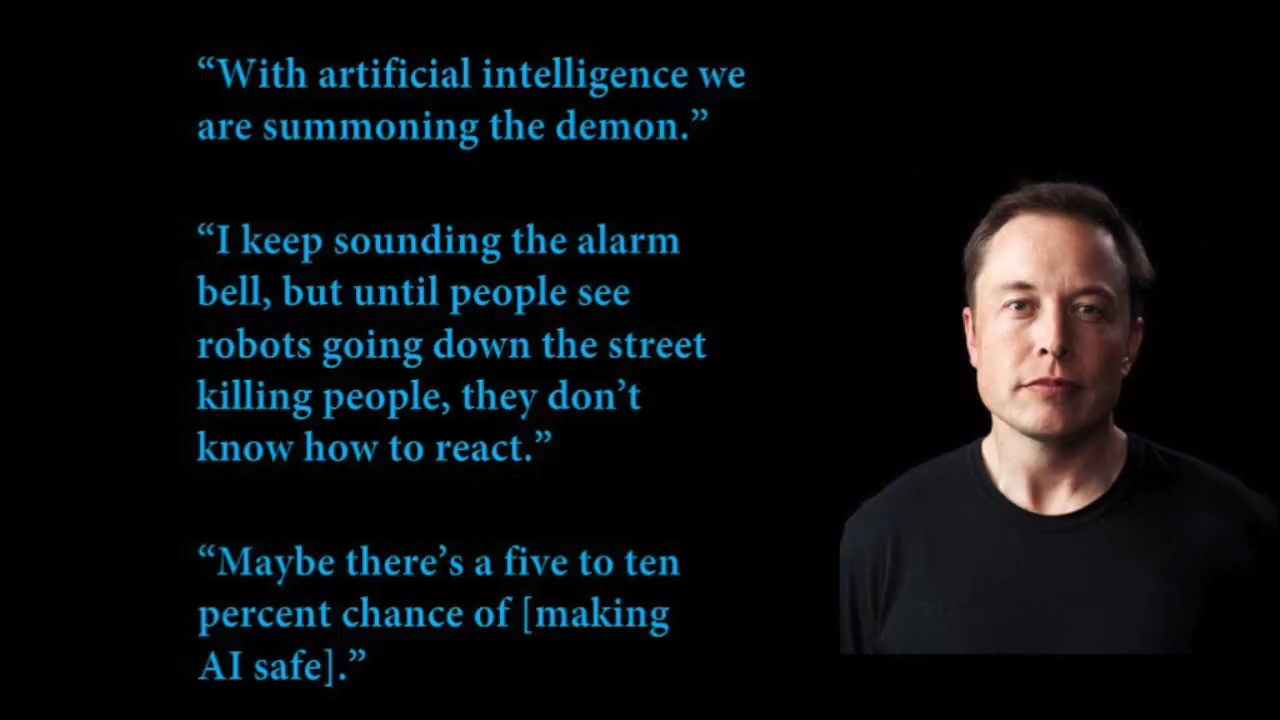 “With artificial intelligence we
are summoning the demon.”
“I keep sounding the alarm
bell, but until people see
robots going down the street
killing people, they don’t
know how to react.”
“Maybe there’s a five to ten
percent chance of [making
AI safe].”